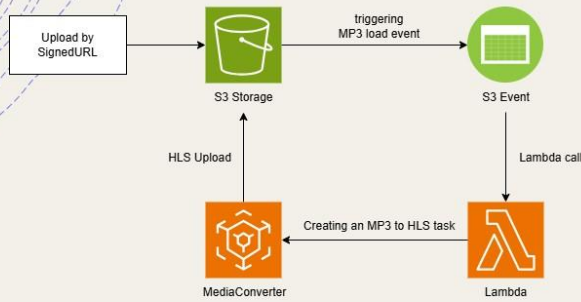 Upload by
SignedURL
triggering
MP3 load event
S3 Storage
S3 Event
HLS Upload
Lambda call
Creating an MP3 to HLS task
MediaConverter
Lambda